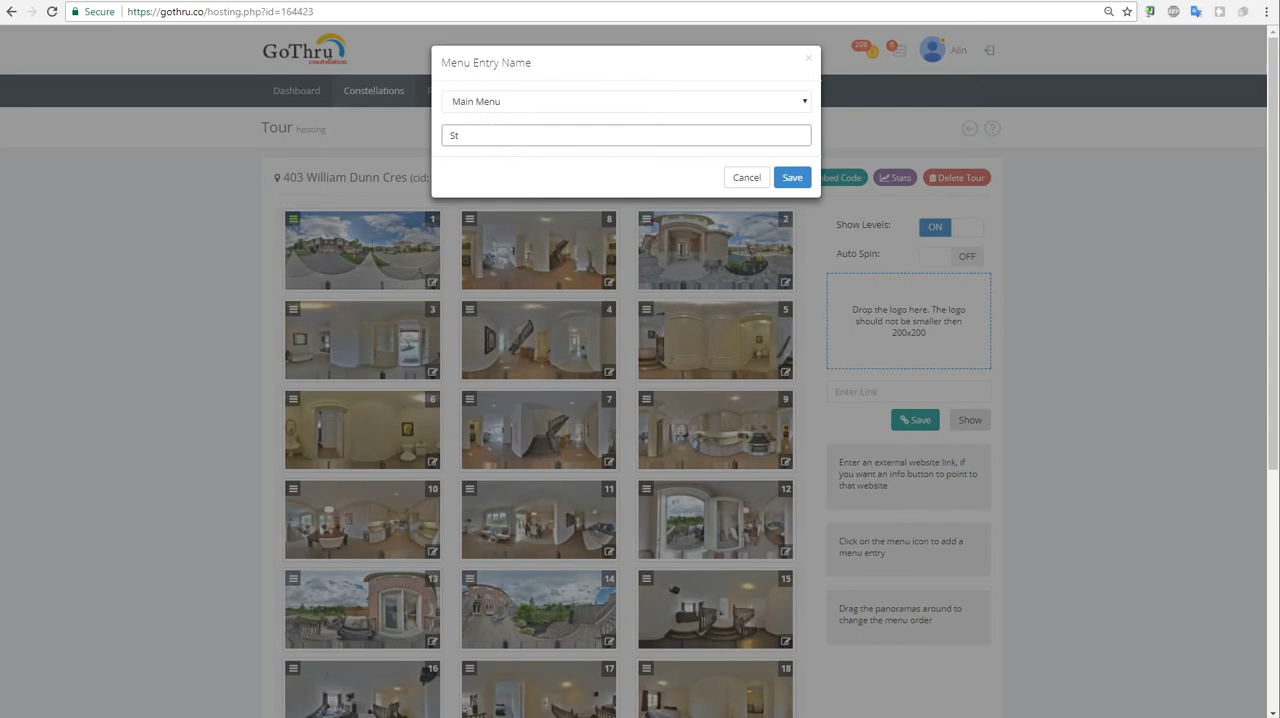 Secure
https://gothru.co/hosting.php?id=164423
GoThru
constellation
208
6
Alin
Dashboard
Constellations
Menu Entry Name
×
Main Menu
St
Cancel
Save
Tour hosting
403 William Dunn Cres (cid:
bed Code
Stats
Delete Tour
1
8
2
3
4
5
6
7
9
10
11
12
13
14
15
16
17
18
Show Levels:
ON
Auto Spin:
OFF
Drop the logo here. The logo
should not be smaller then
200x200
Enter Link
Save
Show
Enter an external website link, if
you want an info button to point to
that website
Click on the menu icon to add a
menu entry
Drag the panoramas around to
change the menu order